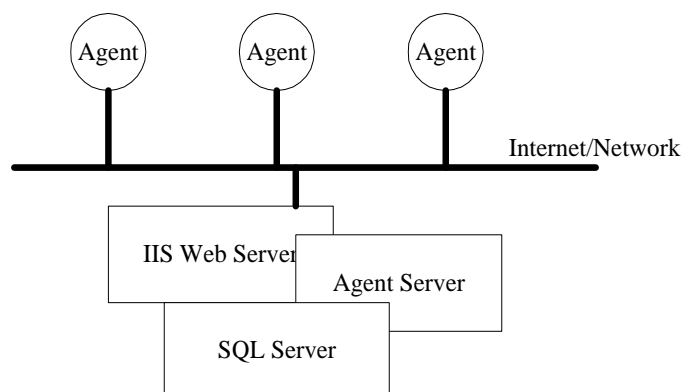 Agent
Agent
Agent
Internet/Network
IIS Web Server
Agent Server
SQL Server